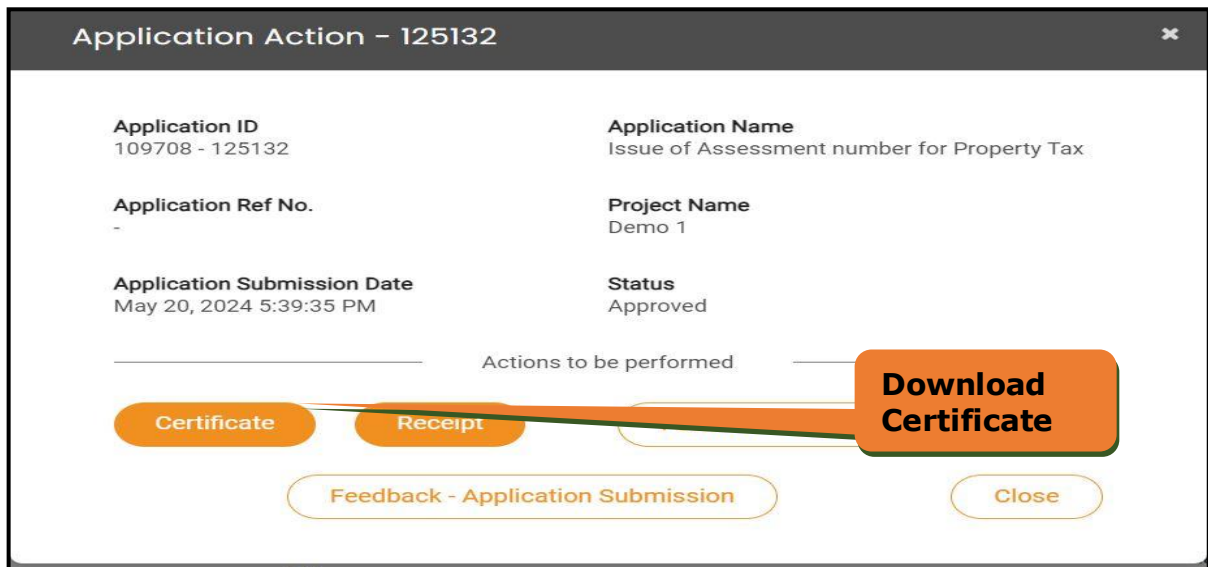 Application Action - 125132
Application ID
109708 - 125132
Application Name
Issue of Assessment number for Property Tax
Application Ref No.
-
Project Name
Demo 1
Application Submission Date
May 20, 2024 5:39:35 PM
Status
Approved
Actions to be performed
Download
Certificate
Certificate
Receipt
Feedback - Application Submission
Close